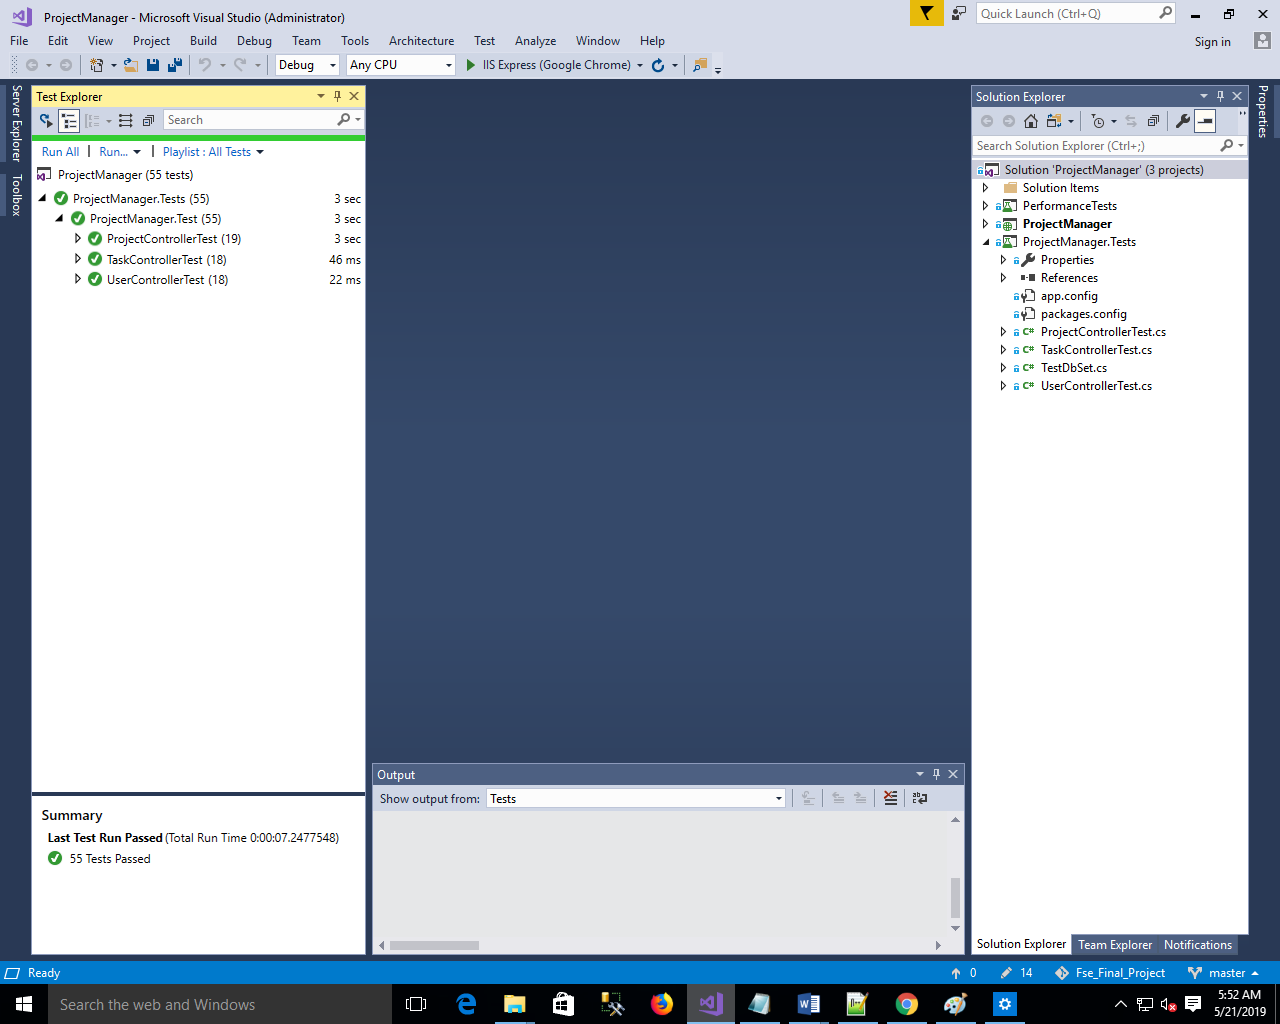 ProjectManager - Microsoft Visual Studio (Administrator)
Quick Launch (Ctrl+Q)
File Edit View Project Build Debug Team Tools Architecture Test Analyze Window Help
Sign in
Debug
Any CPU
IIS Express (Google Chrome)
Server Explorer
Toolbox
Test Explorer
Search
Run All | Run... | Playlist : All Tests
ProjectManager (55 tests)
ProjectManager.Tests (55) 3 sec
ProjectManager.Test (55) 3 sec
ProjectControllerTest (19) 3 sec
TaskControllerTest (18) 46 ms
UserControllerTest (18) 22 ms
Summary
Last Test Run Passed (Total Run Time 0:00:07.2477548)
55 Tests Passed
Output
Show output from: Tests
Solution Explorer
Search Solution Explorer (Ctrl+;)
Solution 'ProjectManager' (3 projects)
Solution Items
PerformanceTests
ProjectManager
ProjectManager.Tests
Properties
References
app.config
packages.config
C# ProjectControllerTest.cs
C# TaskControllerTest.cs
C# TestDbSet.cs
C# UserControllerTest.cs
Solution Explorer Team Explorer Notifications
Properties
Ready
0 14 Fse_Final_Project master
Search the web and Windows
5:52 AM
5/21/2019